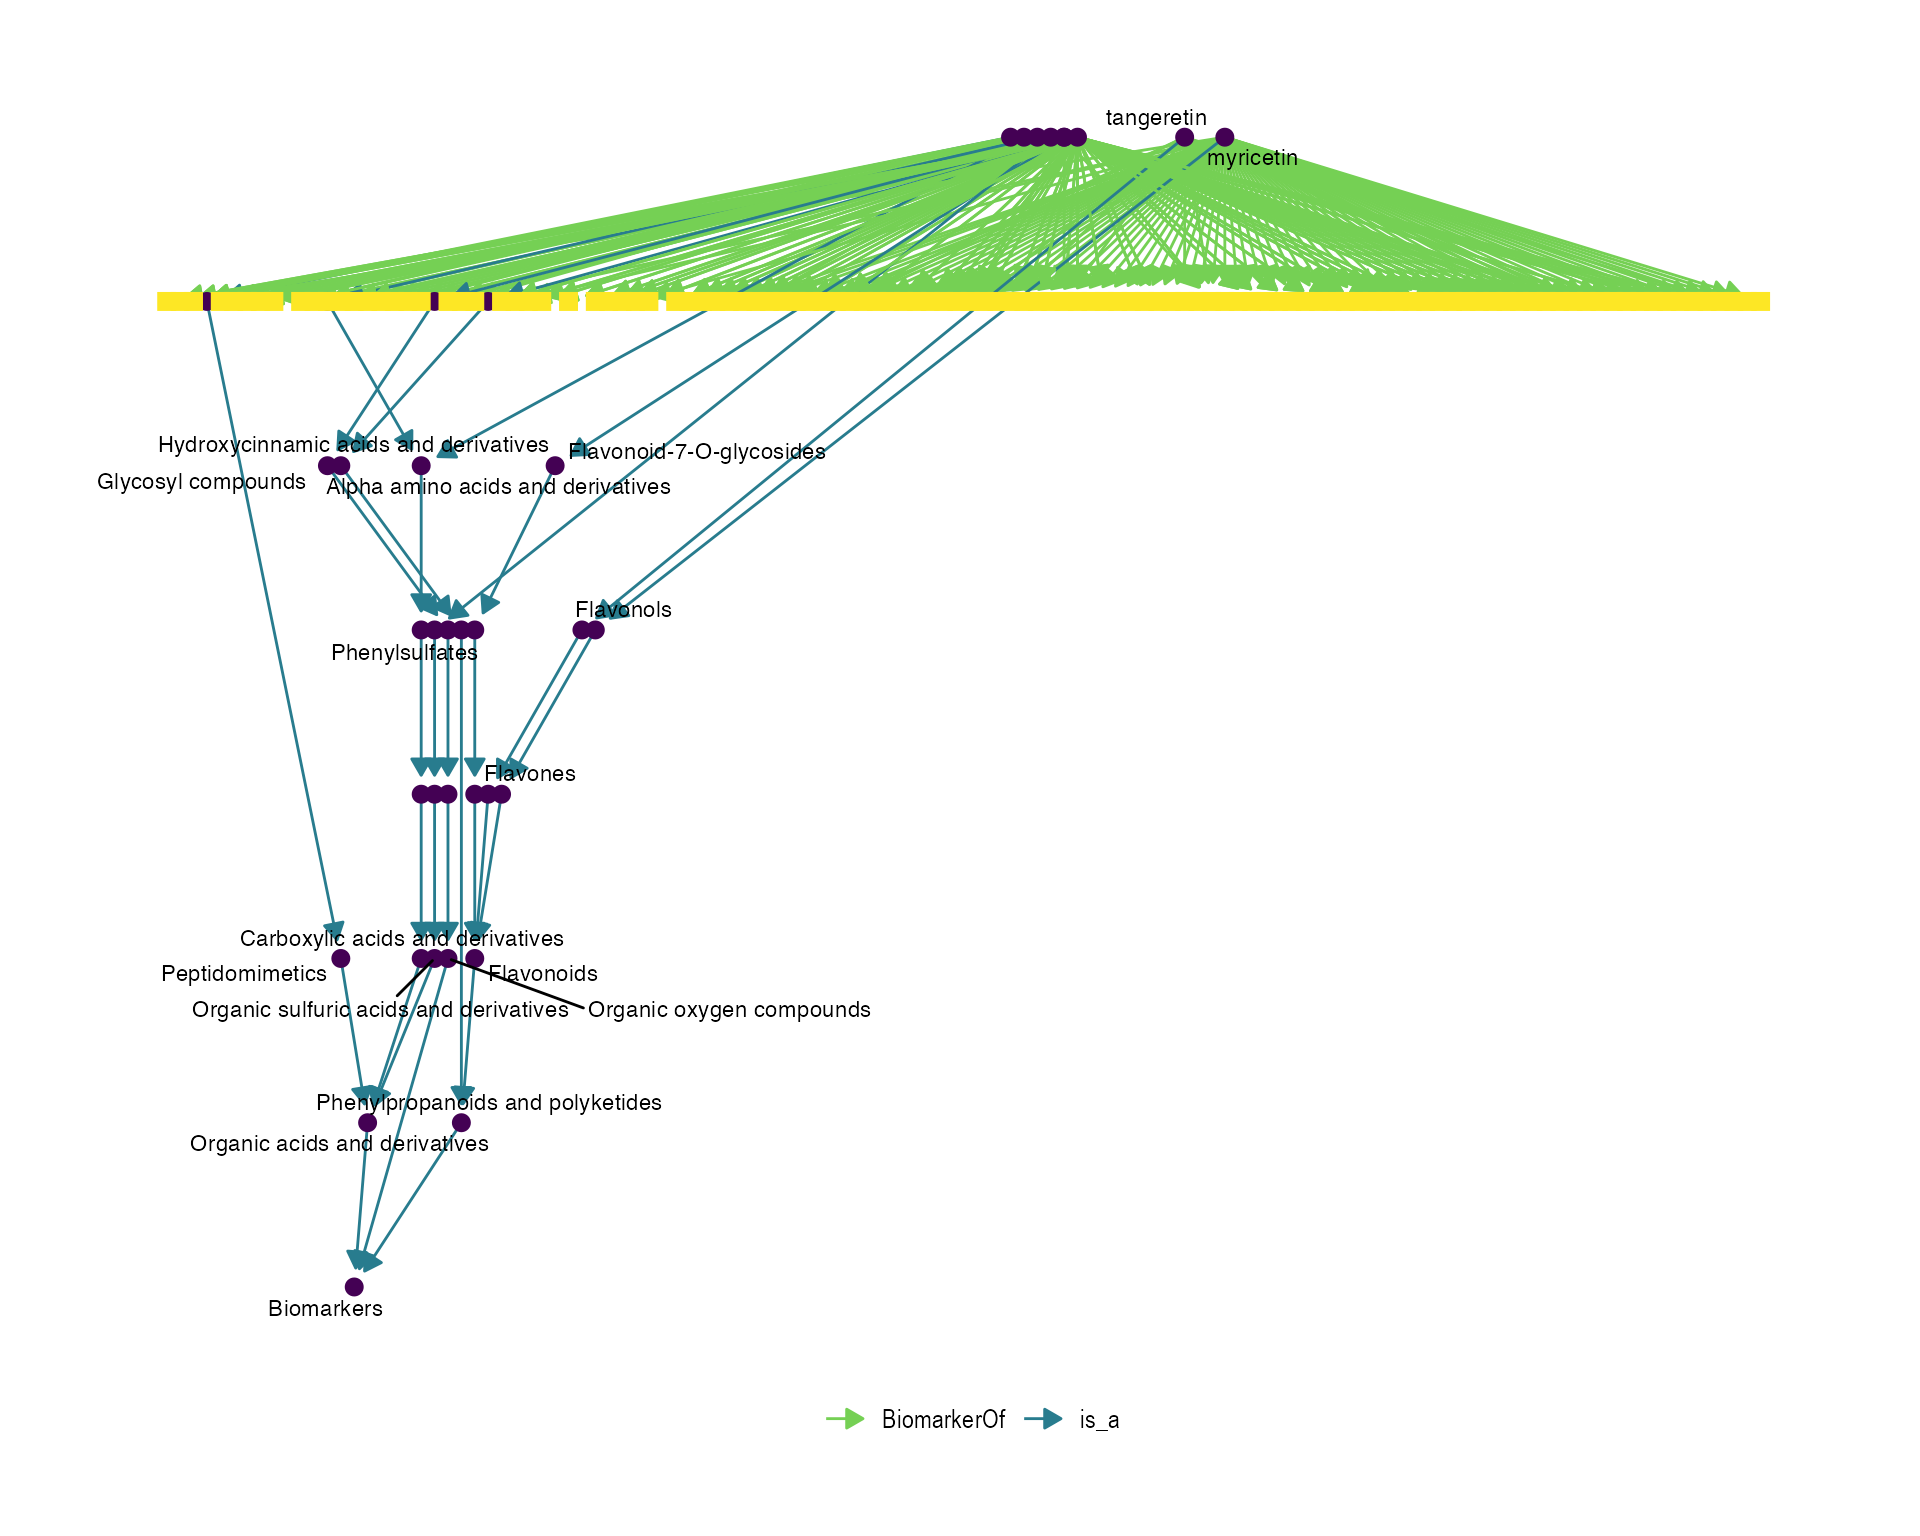 tangeretin
myricetin
Hydroxycinnamic acids and derivatives
Flavonoid-7-O-glycosides
Glycosyl compounds
Alpha amino acids and derivatives
Flavonols
Phenylsulfates
Flavones
Carboxylic acids and derivatives
Peptidomimetics
Flavonoids
Organic sulfuric acids and derivatives
Organic oxygen compounds
Phenylpropanoids and polyketides
Organic acids and derivatives
Biomarkers
BiomarkerOf
is_a